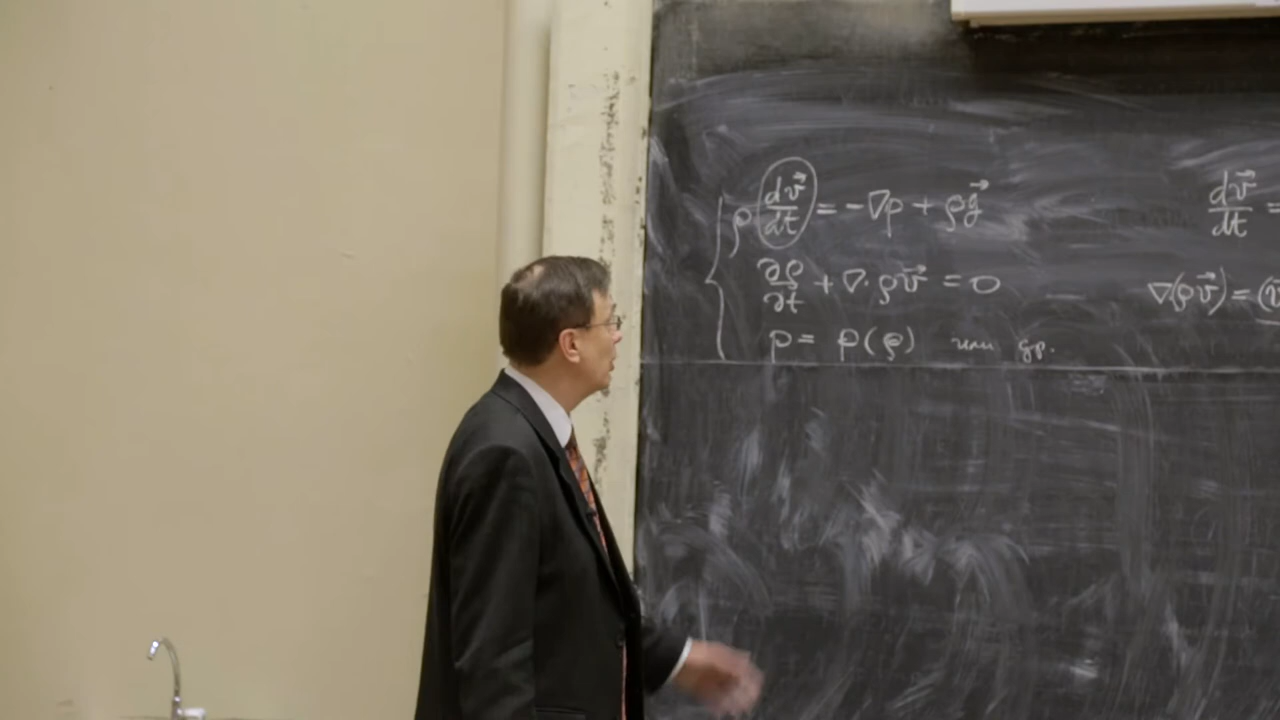 ρ dv⃗/dt = -∇p + ρg⃗
∂ρ/∂t + ∇·ρv⃗ = 0
p = p(ρ) или др.
dv⃗/dt =
∇(ρv⃗) = (